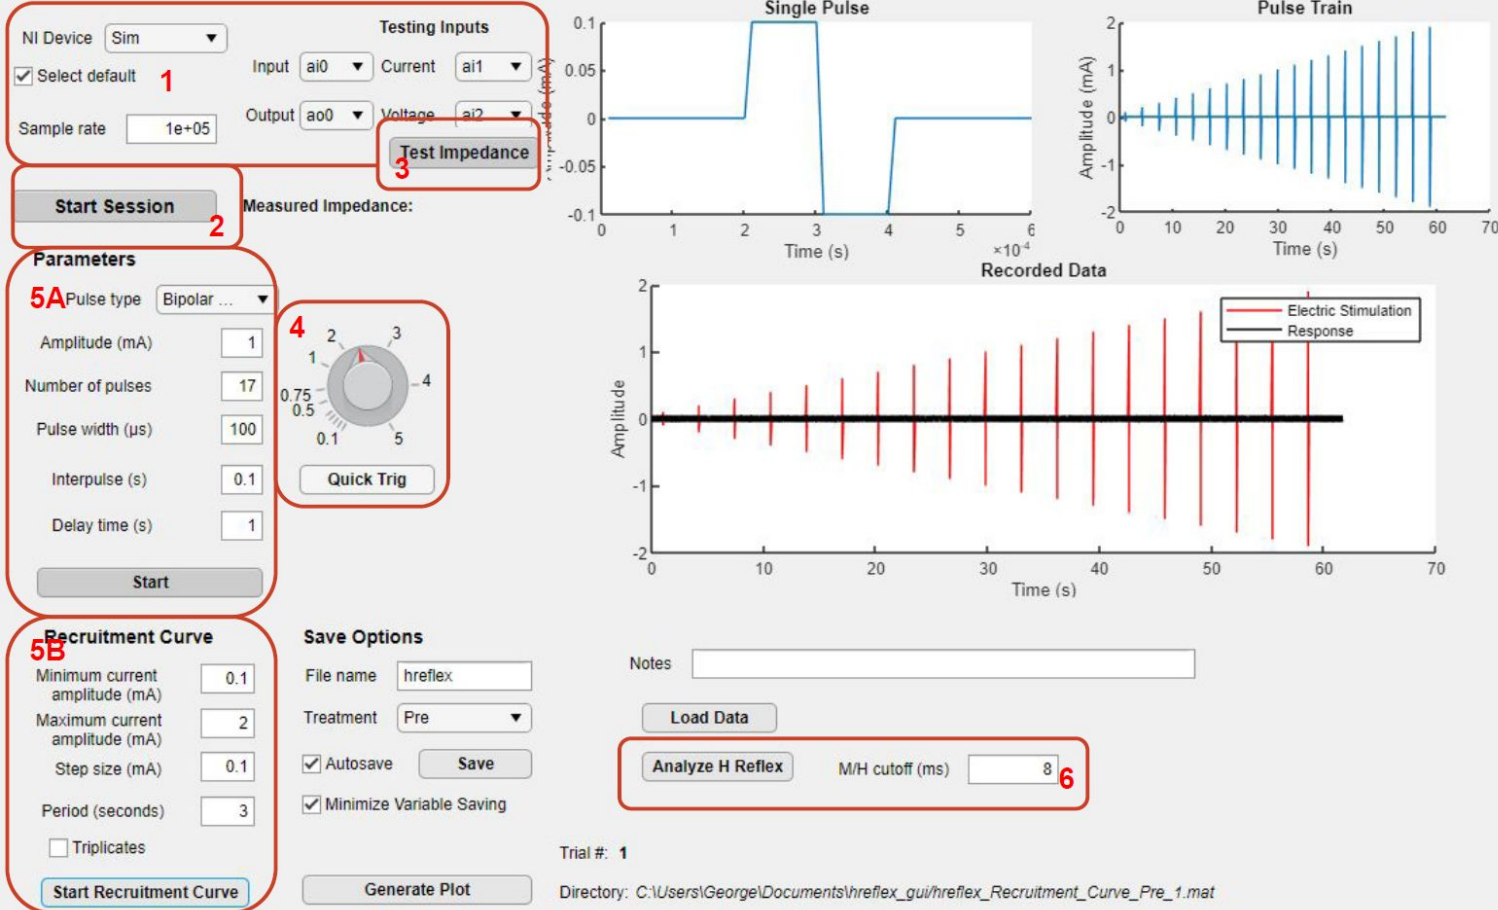 NI Device Sim
Select default
1
Sample rate 1e+05
Testing Inputs
Input ai0 Current ai1
Output ao0 Voltage ai2
Test Impedance
3
Start Session
2
Measured Impedance:
Parameters
5A Pulse type Bipolar ...
Amplitude (mA) 1
Number of pulses 17
Pulse width (µs) 100
Interpulse (s) 0.1
Delay time (s) 1
Start
4
0.1
0.5
0.75
1
2
3
4
5
Quick Trig
Single Pulse
Amplitude (mA)
0.1
0.05
0
-0.05
-0.1
0 1 2 3 4 5 6
×10-4
Time (s)
Pulse Train
Amplitude (mA)
2
1
0
-1
-2
0 10 20 30 40 50 60 70
Time (s)
Recorded Data
Electric Stimulation
Response
Amplitude
2
1
0
-1
-2
0 10 20 30 40 50 60 70
Time (s)
Recruitment Curve
5B
Minimum current
amplitude (mA) 0.1
Maximum current
amplitude (mA) 2
Step size (mA) 0.1
Period (seconds) 3
Triplicates
Start Recruitment Curve
Save Options
File name hreflex
Treatment Pre
Autosave Save
Minimize Variable Saving
Generate Plot
Notes
Load Data
Analyze H Reflex M/H cutoff (ms) 8
6
Trial #: 1
Directory: C:\Users\George\Documents\hreflex_gui/hreflex_Recruitment_Curve_Pre_1.mat